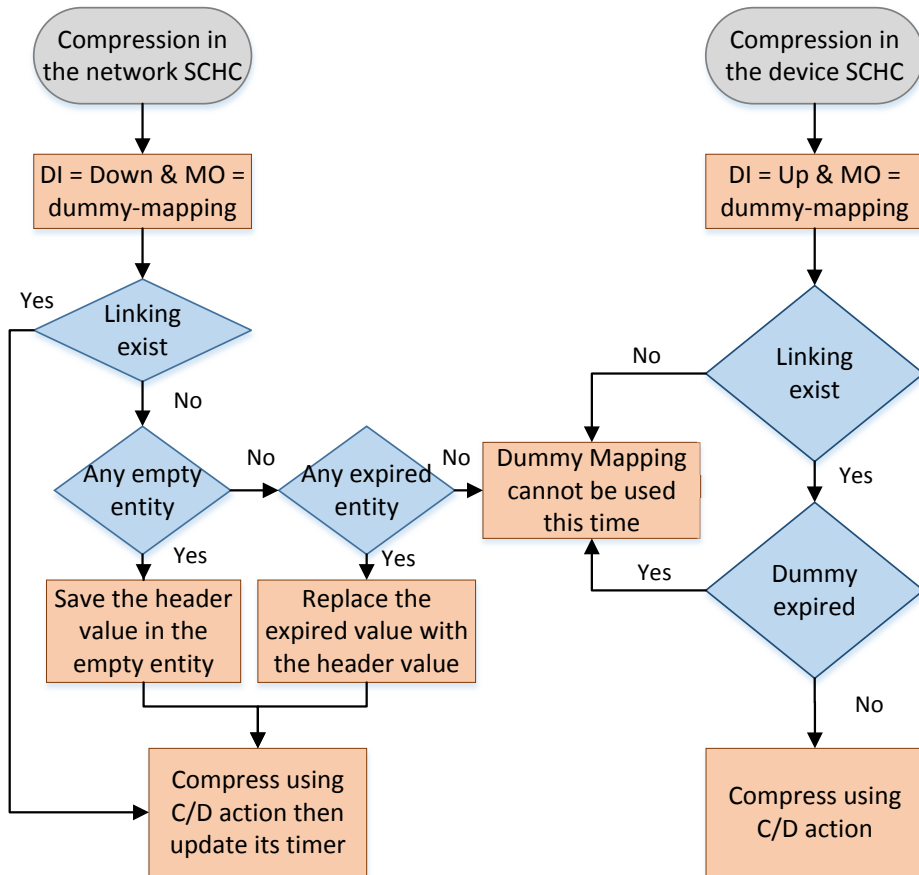 Compression in
the network SCHC
Compression in
the device SCHC
DI = Down & MO =
dummy-mapping
DI = Up & MO =
dummy-mapping
Yes
Linking
exist
No
Linking
exist
No
Yes
Any empty
entity
No
Any expired
entity
No
Dummy Mapping
cannot be used
this time
Yes
Yes
Yes
Dummy
expired
Save the header
value in the
empty entity
Replace the
expired value with
the header value
No
Compress using
C/D action then
update its timer
Compress using
C/D action